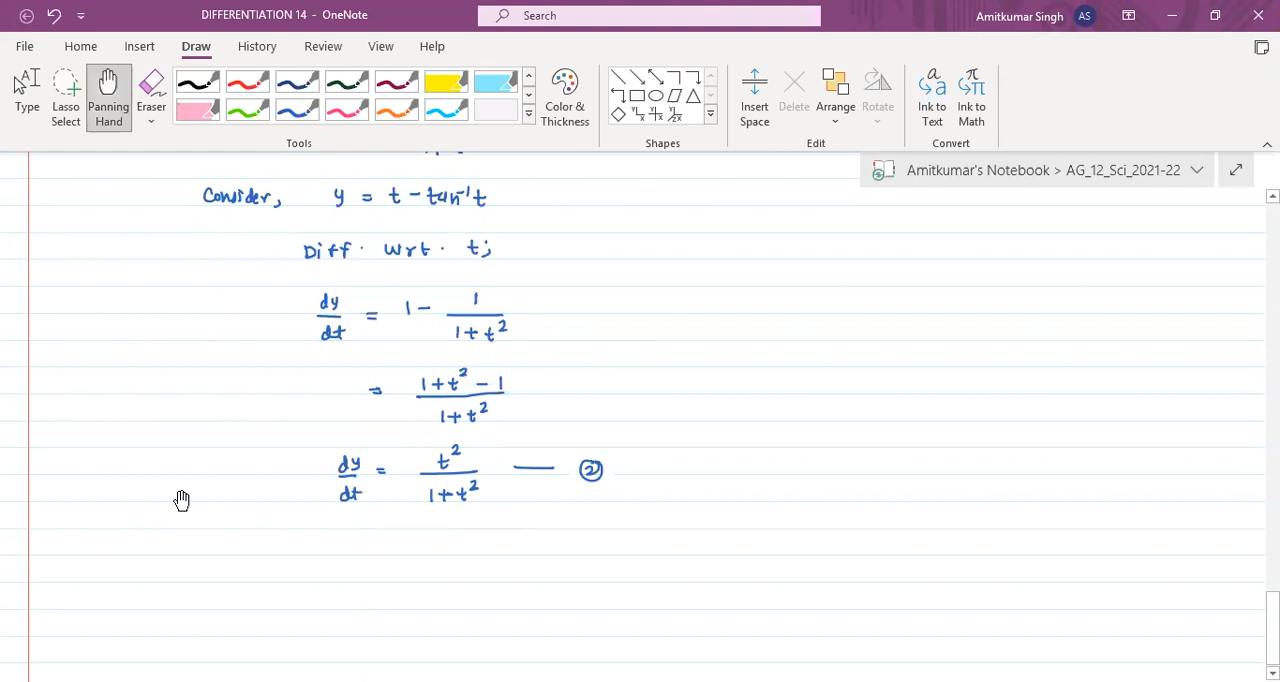 DIFFERENTIATION 14 - OneNote
Search
Amitkumar Singh AS
File Home Insert Draw History Review View Help
Type Lasso Select Panning Hand Eraser Color & Thickness Insert Space Delete Arrange Rotate Ink to Text Ink to Math
Tools Shapes Edit Convert
Amitkumar's Notebook > AG_12_Sci_2021-22
Consider, y = t - tan⁻¹t
Diff. wrt. t;
dy/dt = 1 - 1/(1+t²)
= (1+t²-1)/(1+t²)
dy/dt = t²/(1+t²) — ②